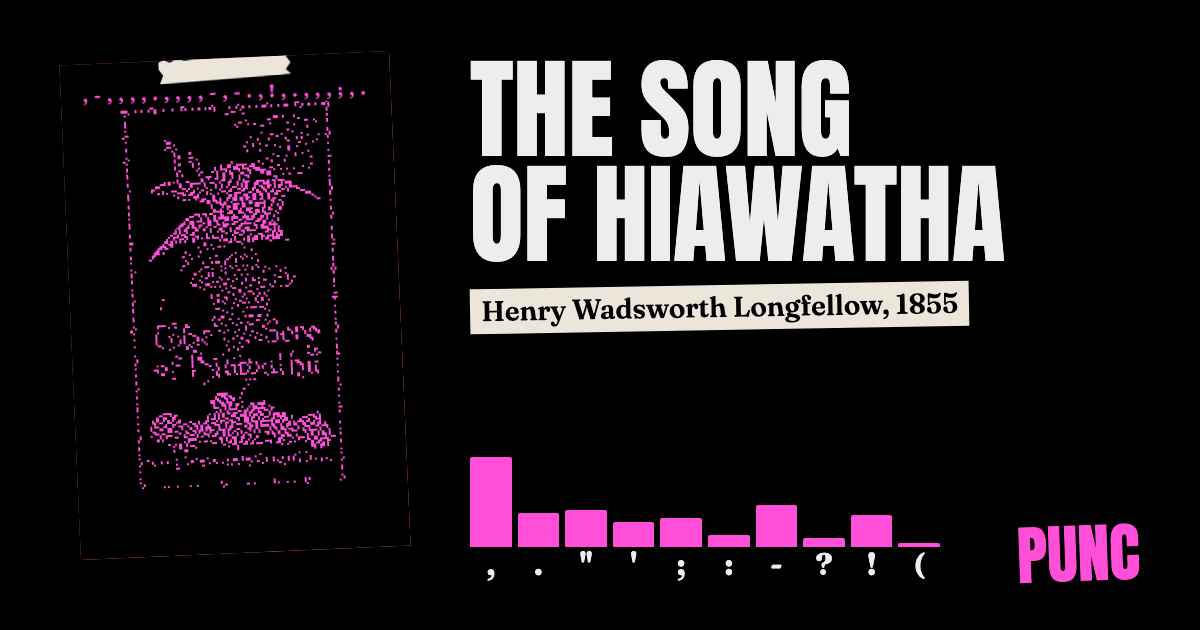 ,-,,,,.,,,,-,-.,!,,,,;,.
THE SONG
OF HIAWATHA
Henry Wadsworth Longfellow, 1855
, . " ' ; : - ? ! (
PUNC